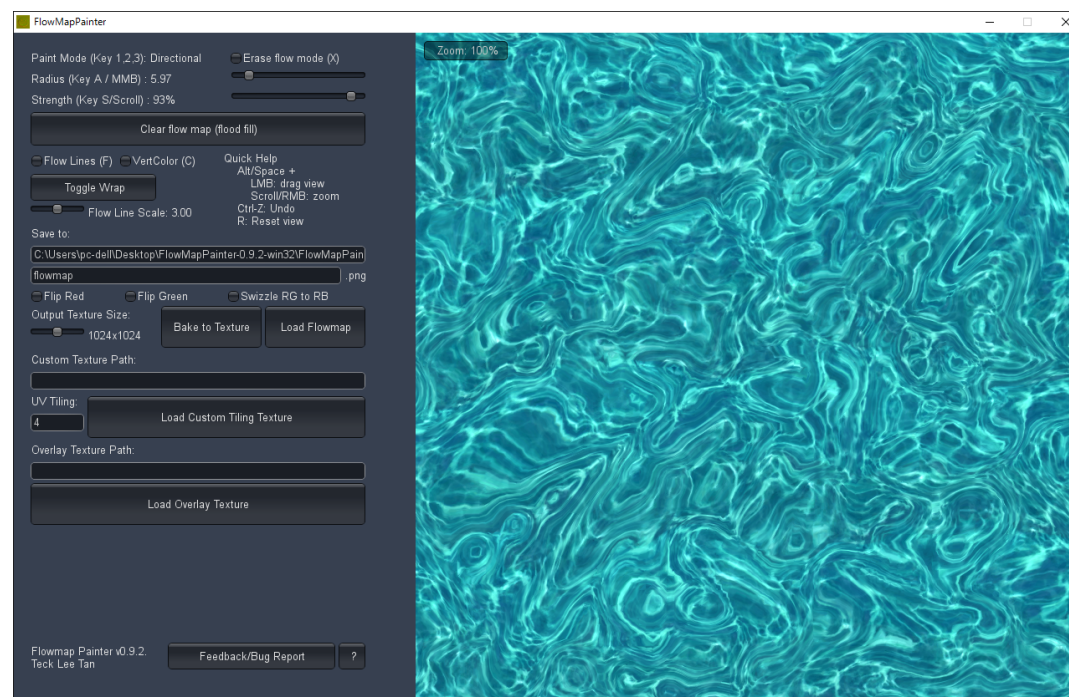 FlowMapPainter
Zoom: 100%
Paint Mode (Key 1,2,3): Directional
Erase flow mode (X)
Radius (Key A / MMB) : 5.97
Strength (Key S/Scroll) : 93%
Clear flow map (flood fill)
Flow Lines (F)
VertColor (C)
Toggle Wrap
Flow Line Scale: 3.00
Quick Help
Alt/Space +
LMB: drag view
Scroll/RMB: zoom
Ctrl-Z: Undo
R: Reset view
Save to:
C:\Users\pc-dell\Desktop\FlowMapPainter-0.9.2-win32\FlowMapPain
flowmap
.png
Flip Red
Flip Green
Swizzle RG to RB
Output Texture Size:
1024x1024
Bake to Texture
Load Flowmap
Custom Texture Path:
UV Tiling:
4
Load Custom Tiling Texture
Overlay Texture Path:
Load Overlay Texture
Flowmap Painter v0.9.2.
Teck Lee Tan
Feedback/Bug Report
?